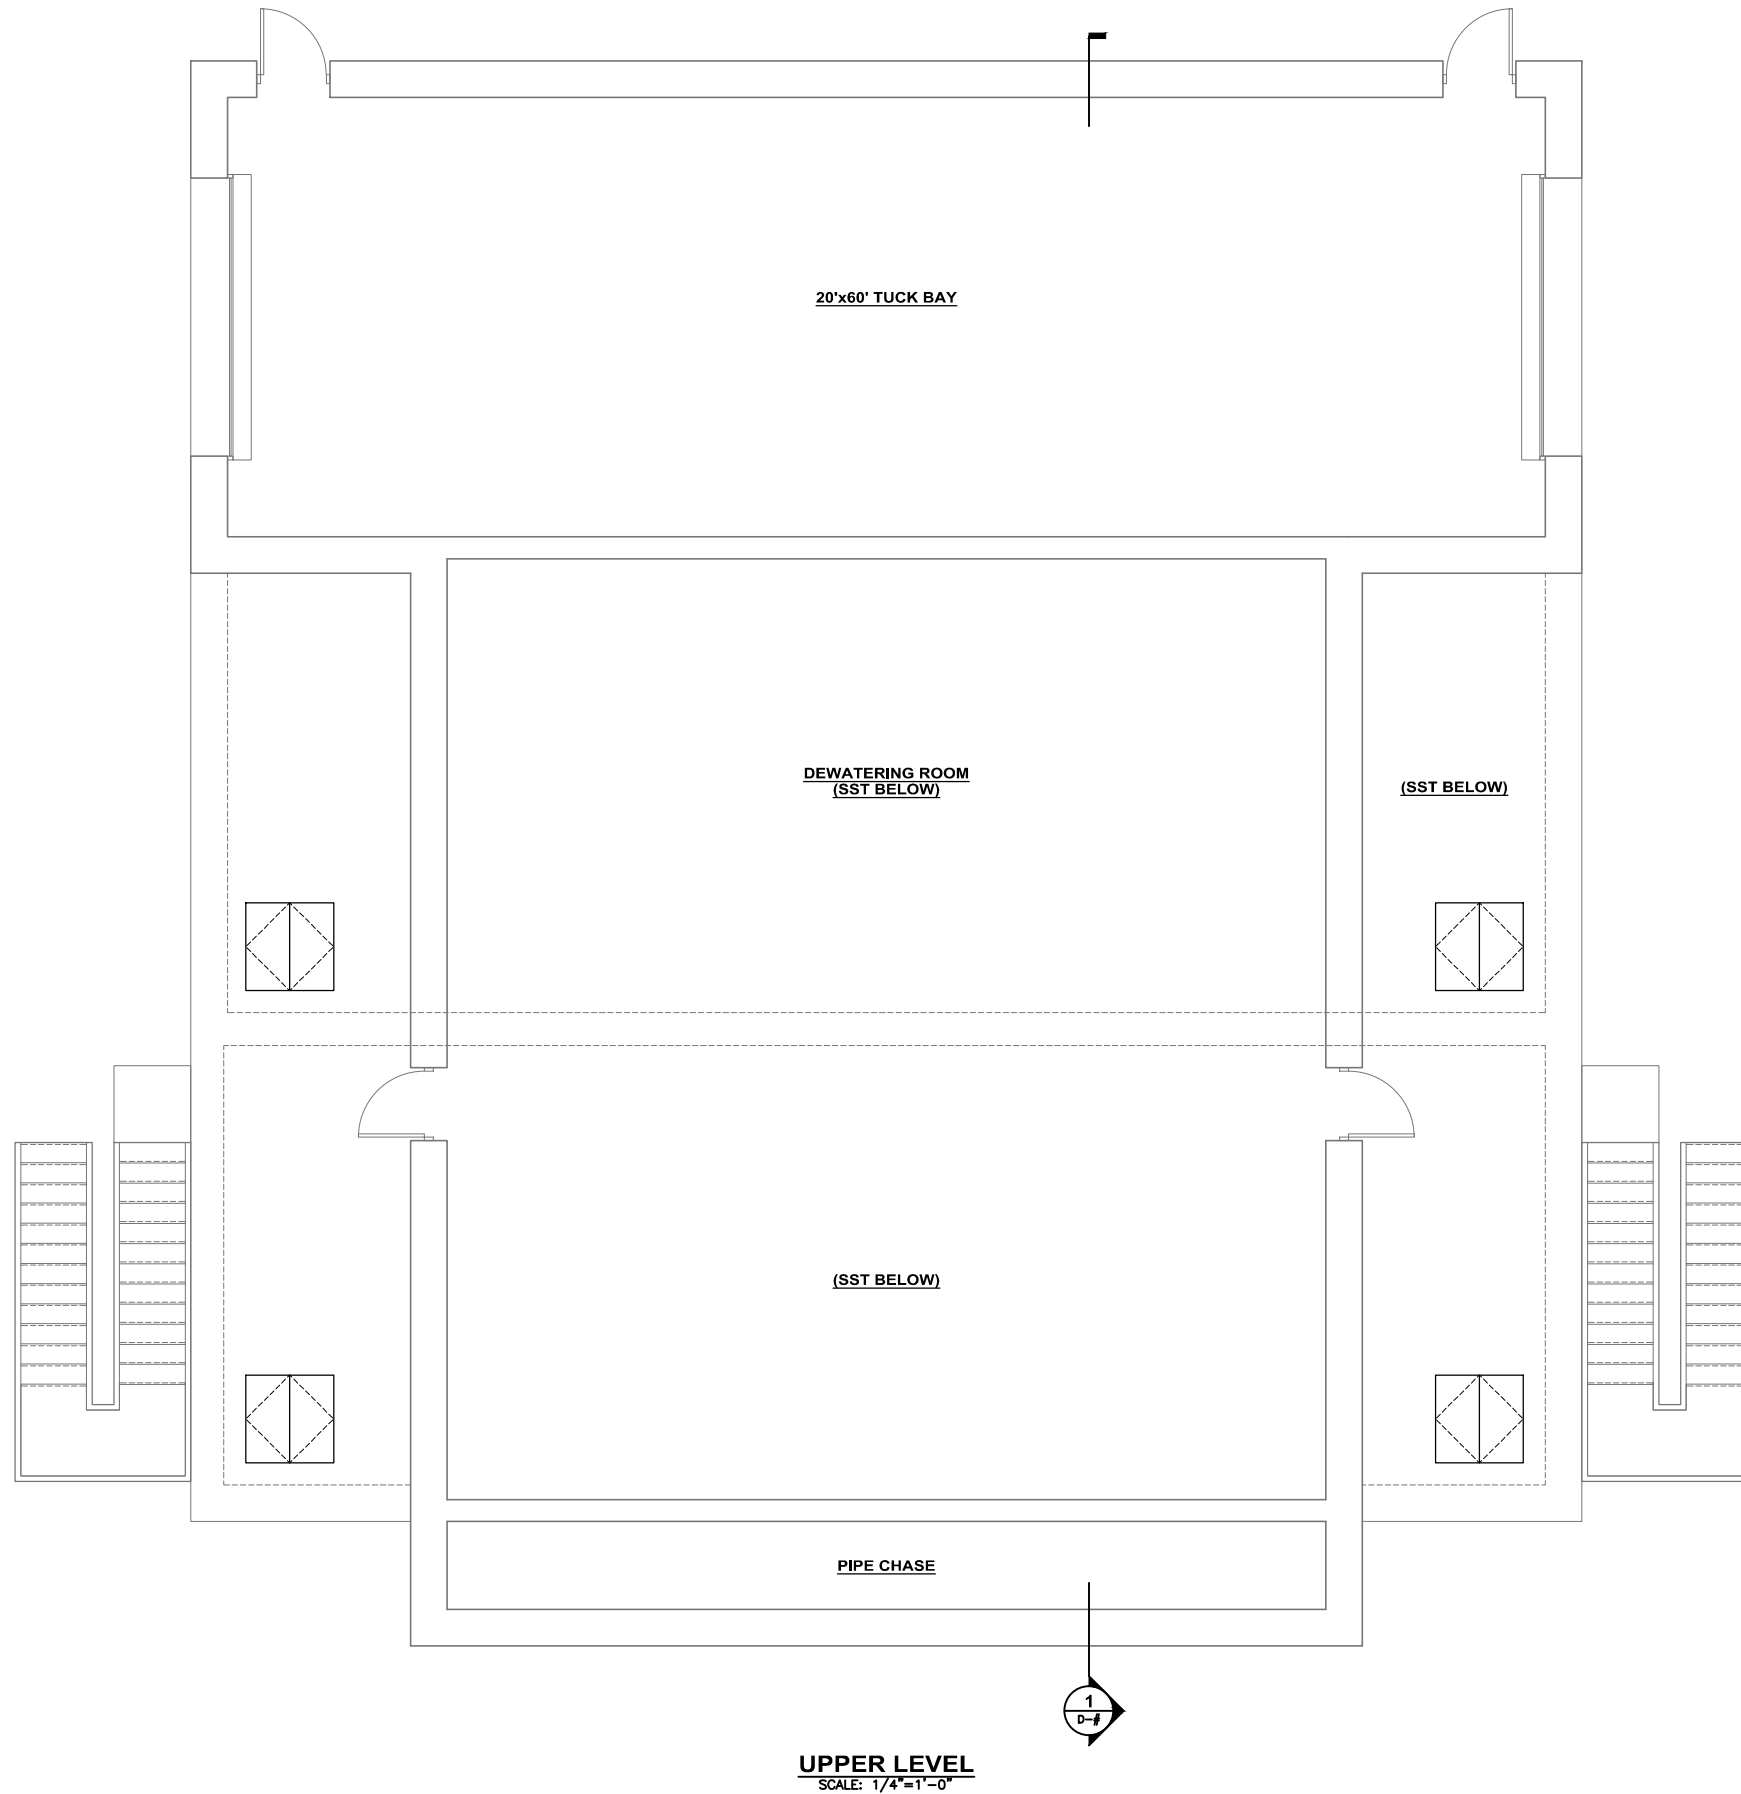 20'x60' TUCK BAY
DEWATERING ROOM
(SST BELOW)
(SST BELOW)
(SST BELOW)
PIPE CHASE
1
D-#
UPPER LEVEL
SCALE: 1/4"=1'-0"